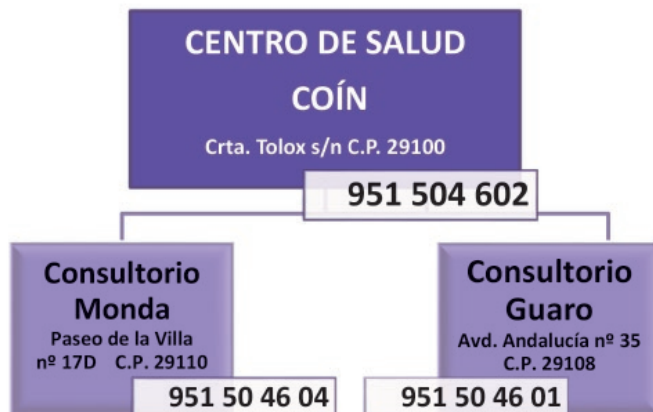 CENTRO DE SALUD
COÍN
Crta. Tolox s/n C.P. 29100
951 504 602
Consultorio
Monda
Paseo de la Villa
nº 17D C.P. 29110
951 50 46 04
Consultorio
Guaro
Avd. Andalucía nº 35
C.P. 29108
951 50 46 01